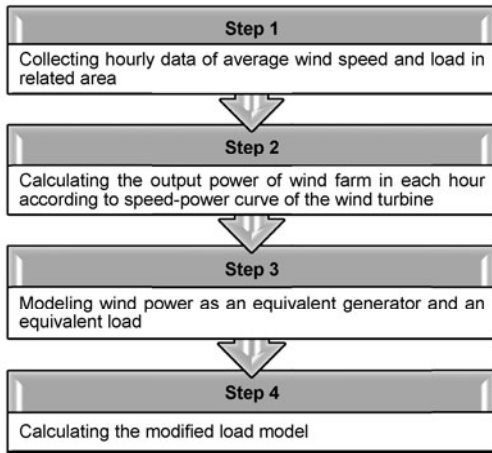 Step 1
Collecting hourly data of average wind speed and load in
related area
Step 2
Calculating the output power of wind farm in each hour
according to speed-power curve of the wind turbine
Step 3
Modeling wind power as an equivalent generator and an
equivalent load
Step 4
Calculating the modified load model